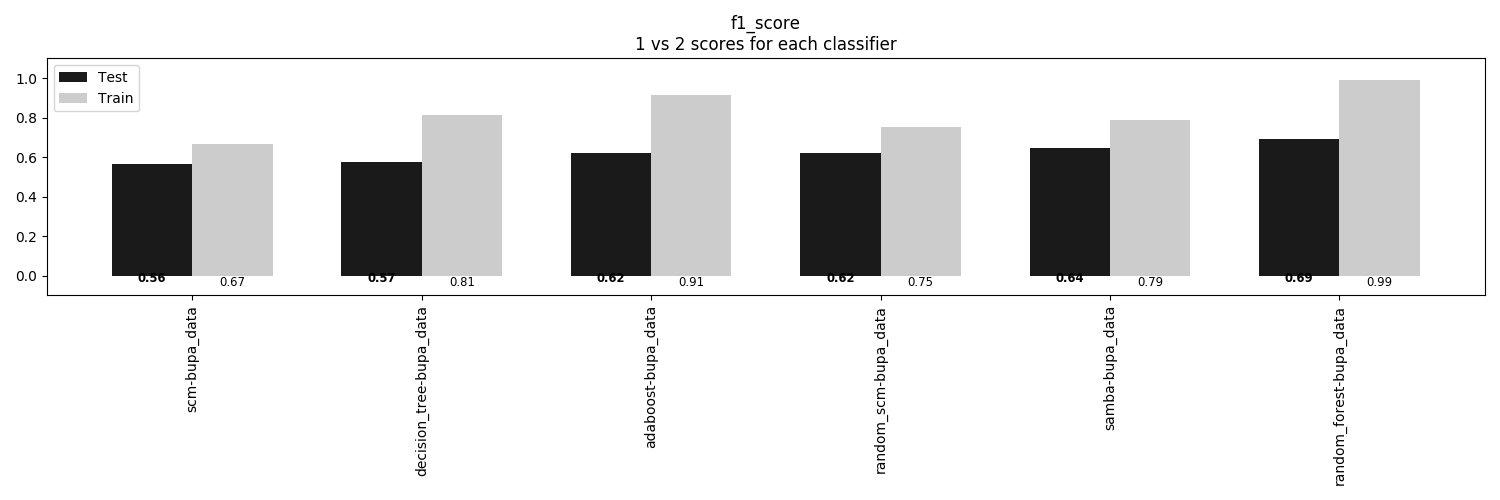 f1_score
1 vs 2 scores for each classifier
Test
Train
1.0
0.8
0.6
0.4
0.2
0.0
0.56 0.67 0.57 0.81 0.62 0.91 0.62 0.75 0.64 0.79 0.69 0.99
scm-bupa_data
decision_tree-bupa_data
adaboost-bupa_data
random_scm-bupa_data
samba-bupa_data
random_forest-bupa_data